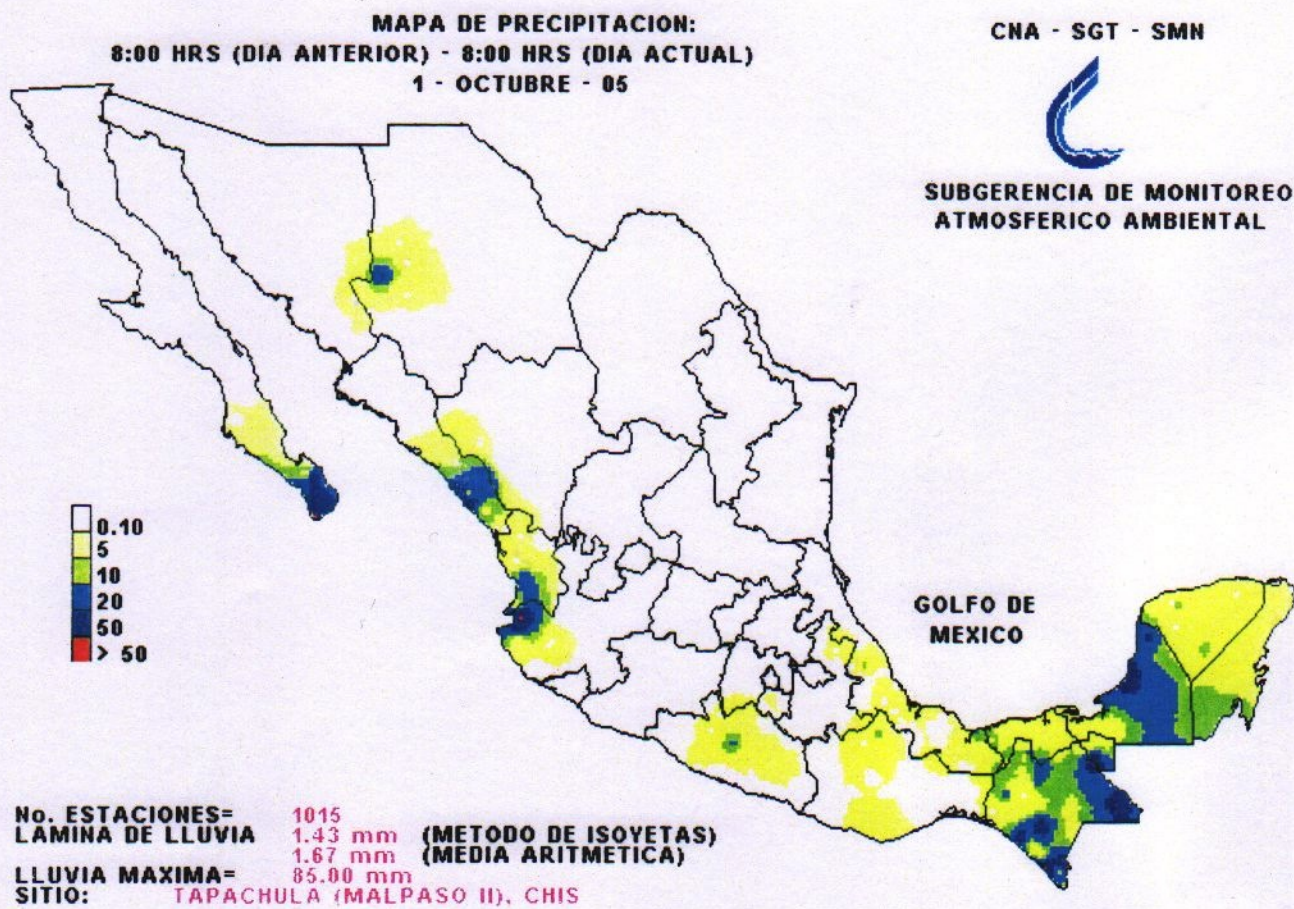 MAPA DE PRECIPITACION:
8:00 HRS (DIA ANTERIOR) - 8:00 HRS (DIA ACTUAL)
1 - OCTUBRE - 05
CNA - SGT - SMN
SUBGERENCIA DE MONITOREO
ATMOSFERICO AMBIENTAL
0.10
5
10
20
50
> 50
GOLFO DE
MEXICO
No. ESTACIONES= 1015
LAMINA DE LLUVIA 1.43 mm (METODO DE ISOYETAS)
1.67 mm (MEDIA ARITMETICA)
LLUVIA MAXIMA= 85.00 mm
SITIO: TAPACHULA (MALPASO II), CHIS